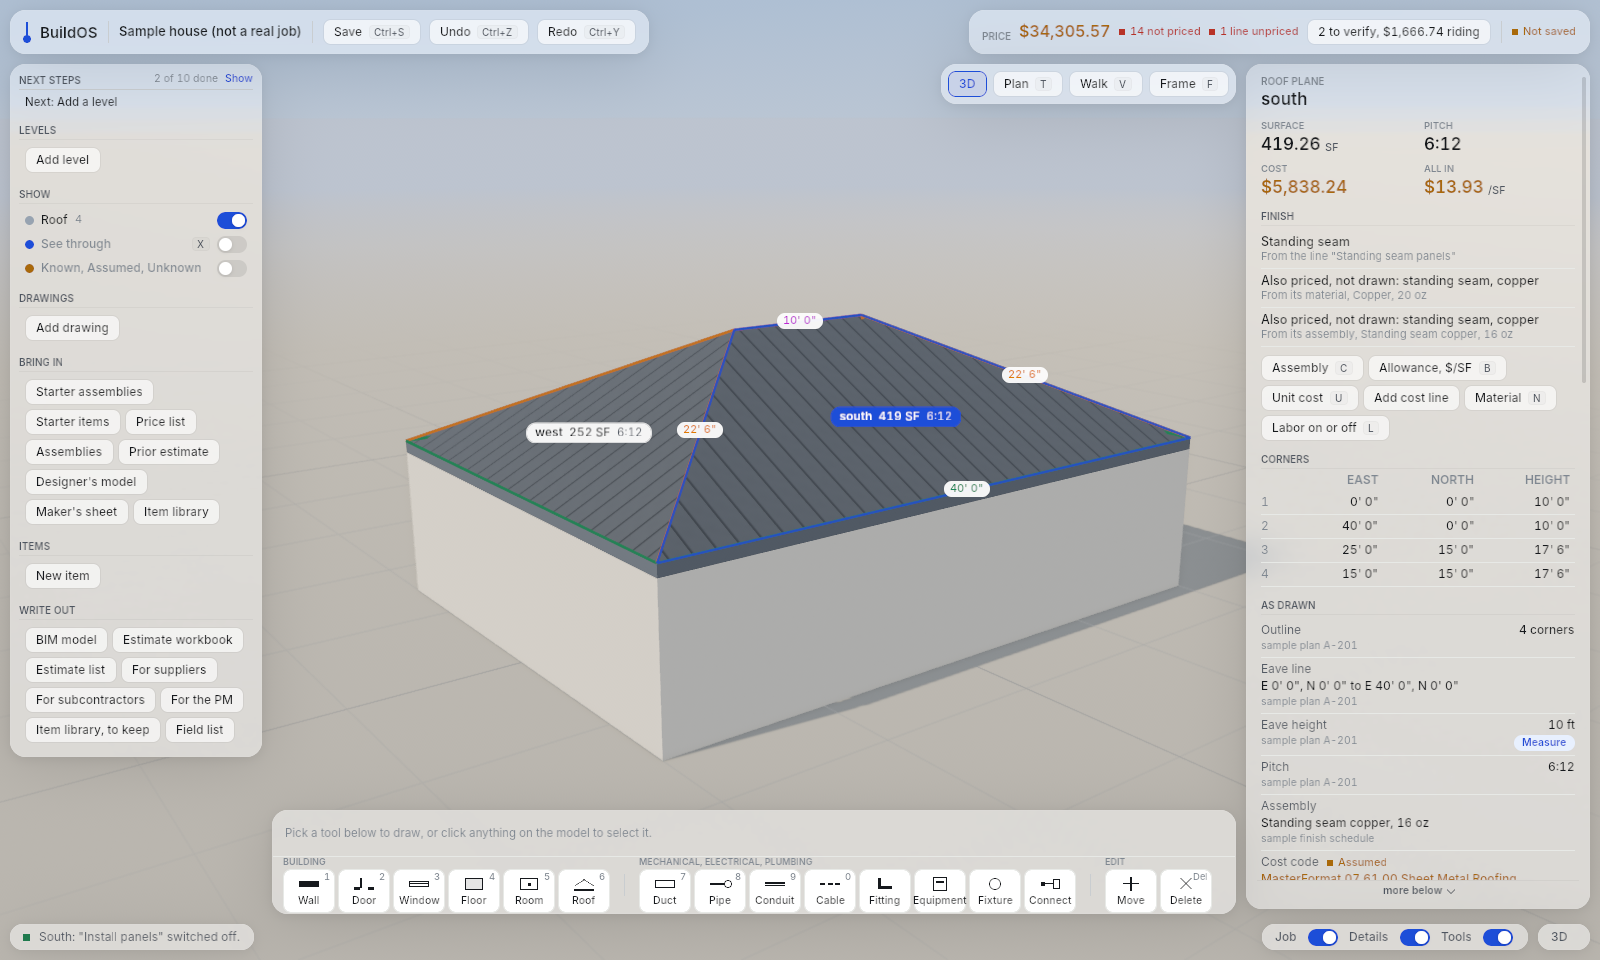 BuildOS
Sample house (not a real job)
Save Ctrl+S
Undo Ctrl+Z
Redo Ctrl+Y
PRICE $34,305.57
14 not priced
1 line unpriced
2 to verify, $1,666.74 riding
Not saved
NEXT STEPS 2 of 10 done Show
Next: Add a level
LEVELS
Add level
SHOW
Roof 4
See through X
Known, Assumed, Unknown
DRAWINGS
Add drawing
BRING IN
Starter assemblies
Starter items Price list
Assemblies Prior estimate
Designer's model
Maker's sheet Item library
ITEMS
New item
WRITE OUT
BIM model Estimate workbook
Estimate list For suppliers
For subcontractors For the PM
Item library, to keep Field list
South: "Install panels" switched off.
3D
Plan T
Walk V
Frame F
10' 0"
22' 6"
south 419 SF 6:12
west 252 SF 6:12
22' 6"
40' 0"
Pick a tool below to draw, or click anything on the model to select it.
BUILDING
1 Wall
2 Door
3 Window
4 Floor
5 Room
6 Roof
MECHANICAL, ELECTRICAL, PLUMBING
7 Duct
8 Pipe
9 Conduit
0 Cable
Fitting
Equipment
Fixture
Connect
EDIT
Move
Del Delete
ROOF PLANE
south
SURFACE PITCH
419.26 SF 6:12
COST ALL IN
$5,838.24 $13.93 /SF
FINISH
Standing seam
From the line "Standing seam panels"
Also priced, not drawn: standing seam, copper
From its material, Copper, 20 oz
Also priced, not drawn: standing seam, copper
From its assembly, Standing seam copper, 16 oz
Assembly C Allowance, $/SF B
Unit cost U Add cost line Material N
Labor on or off L
CORNERS
EAST NORTH HEIGHT
1 0' 0" 0' 0" 10' 0"
2 40' 0" 0' 0" 10' 0"
3 25' 0" 15' 0" 17' 6"
4 15' 0" 15' 0" 17' 6"
AS DRAWN
Outline 4 corners
sample plan A-201
Eave line
E 0' 0", N 0' 0" to E 40' 0", N 0' 0"
sample plan A-201
Eave height 10 ft
sample plan A-201 Measure
Pitch 6:12
sample plan A-201
Assembly
Standing seam copper, 16 oz
sample finish schedule
Cost code Assumed
MasterFormat 07 61 00 Sheet Metal Roofing
more below
Job Details Tools 3D